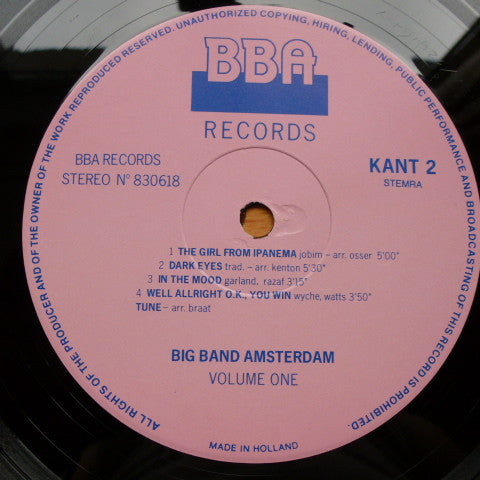 ALL RIGHTS OF THE PRODUCER AND OF THE OWNER OF THE WORK REPRODUCED RESERVED. UNAUTHORIZED COPYING, HIRING, LENDING, PUBLIC PERFORMANCE AND BROADCASTING OF THIS RECORD IS PROHIBITED.
BBA
RECORDS
BBA RECORDS
STEREO N° 830618
KANT 2
STEMRA
1 THE GIRL FROM IPANEMA jobim – arr. osser 5'00"
2 DARK EYES trad. – arr. kenton 5'30"
3 IN THE MOOD garland, razaf 3'15"
4 WELL ALLRIGHT O.K., YOU WIN wyche, watts 3'50"
TUNE – arr. braat
BIG BAND AMSTERDAM
VOLUME ONE
MADE IN HOLLAND